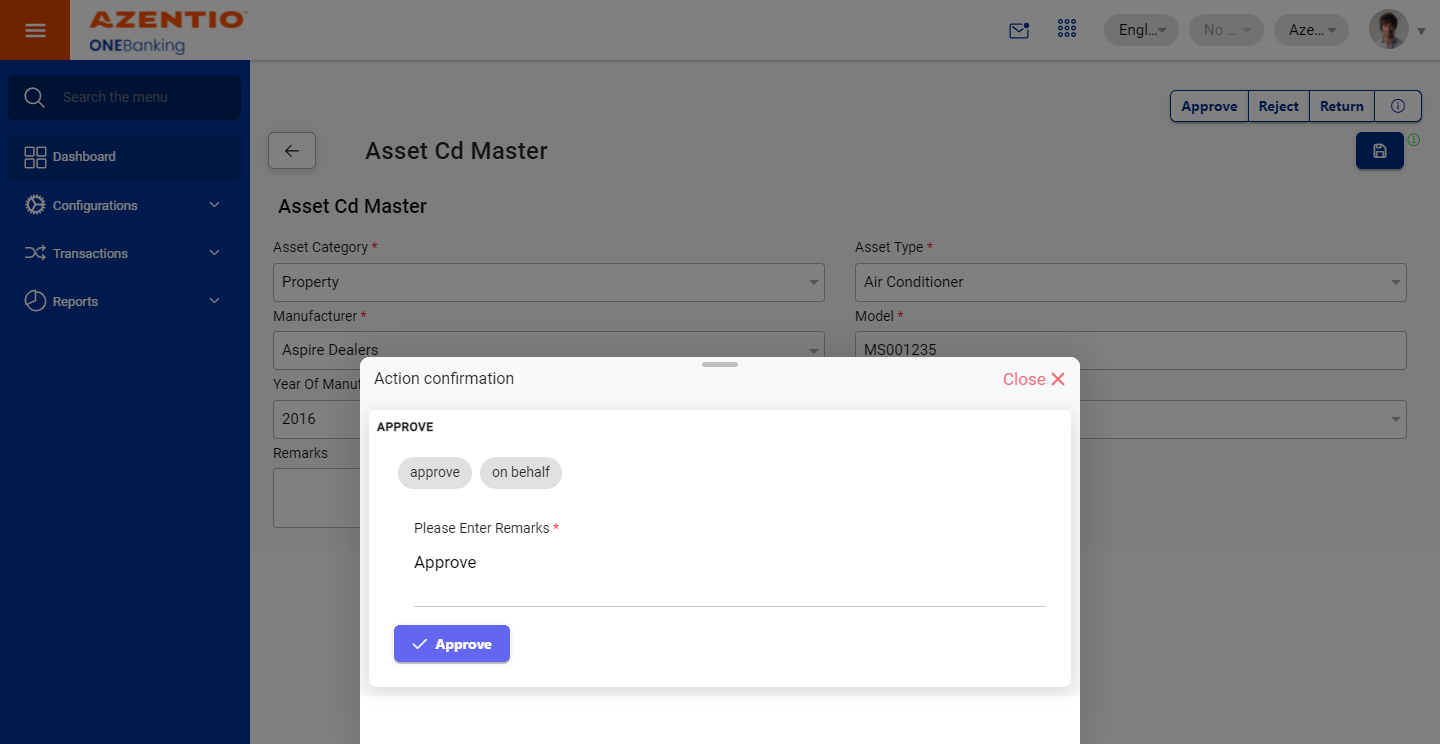 AZENTIO™
ONEBanking
Engl...
No ...
Aze...
Search the menu
Dashboard
Configurations
Transactions
Reports
Approve
Reject
Return
Asset Cd Master
Asset Cd Master
Asset Category *
Asset Type *
Property
Air Conditioner
Manufacturer *
Model *
Aspire Dealers
MS001235
Year Of Manuf
2016
Remarks
Action confirmation
Close
APPROVE
approve
on behalf
Please Enter Remarks *
Approve
Approve